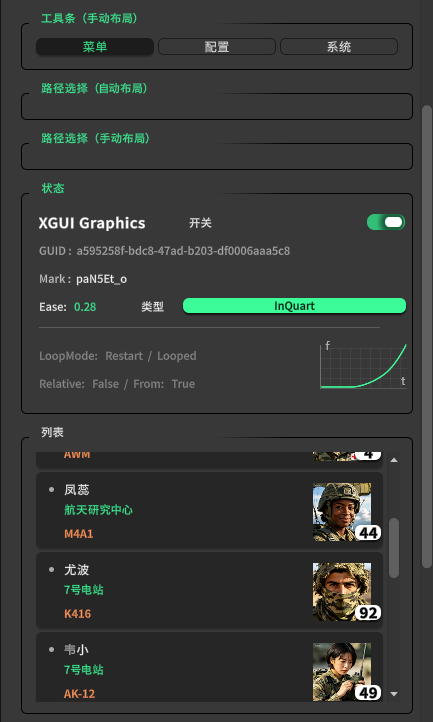 工具条（手动布局）
菜单 配置 系统
路径选择（自动布局）
路径选择（手动布局）
状态
XGUI Graphics 开关
GUID : a595258f-bdc8-47ad-b203-df0006aaa5c8
Mark : paN5Et_o
Ease: 0.28 类型 InQuart
LoopMode: Restart / Looped
f
t
Relative: False / From: True
列表
AWM
4
凤蕊
航天研究中心
M4A1
44
尤波
7号电站
K416
92
韦小
7号电站
AK-12
49